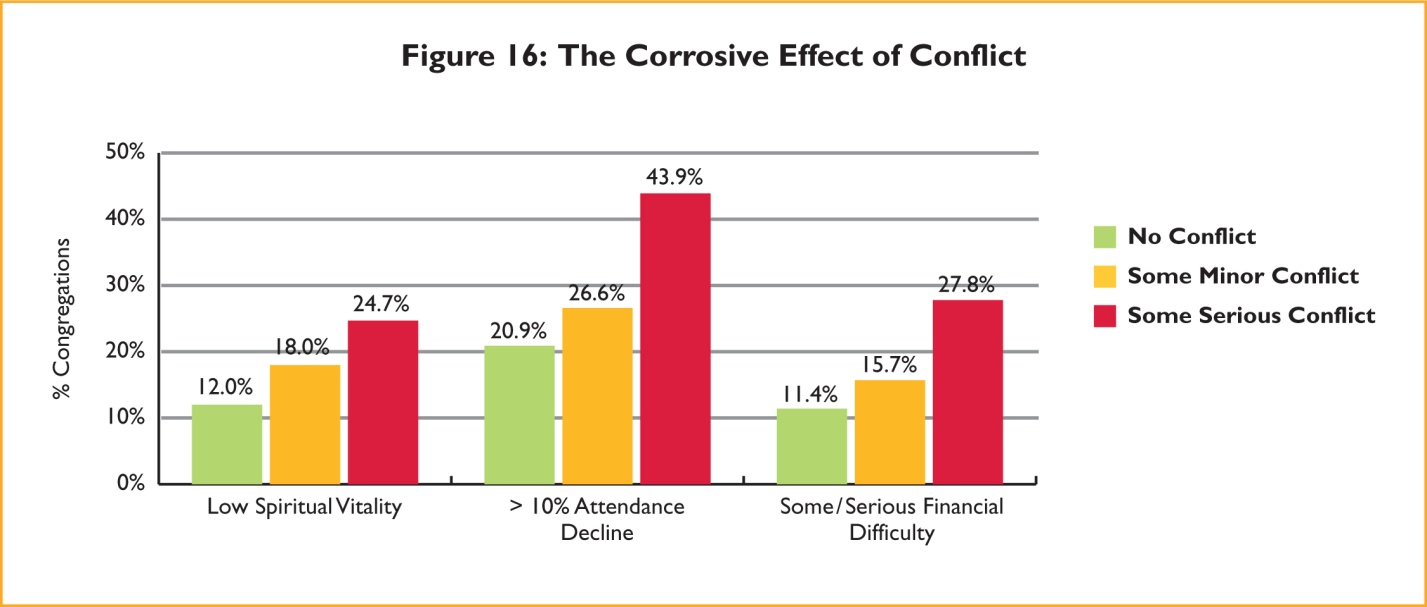 Figure 16: The Corrosive Effect of Conflict
% Congregations
50%
40%
30%
20%
10%
0%
12.0%
18.0%
24.7%
20.9%
26.6%
43.9%
11.4%
15.7%
27.8%
Low Spiritual Vitality
> 10% Attendance
Decline
Some/Serious Financial
Difficulty
No Conflict
Some Minor Conflict
Some Serious Conflict